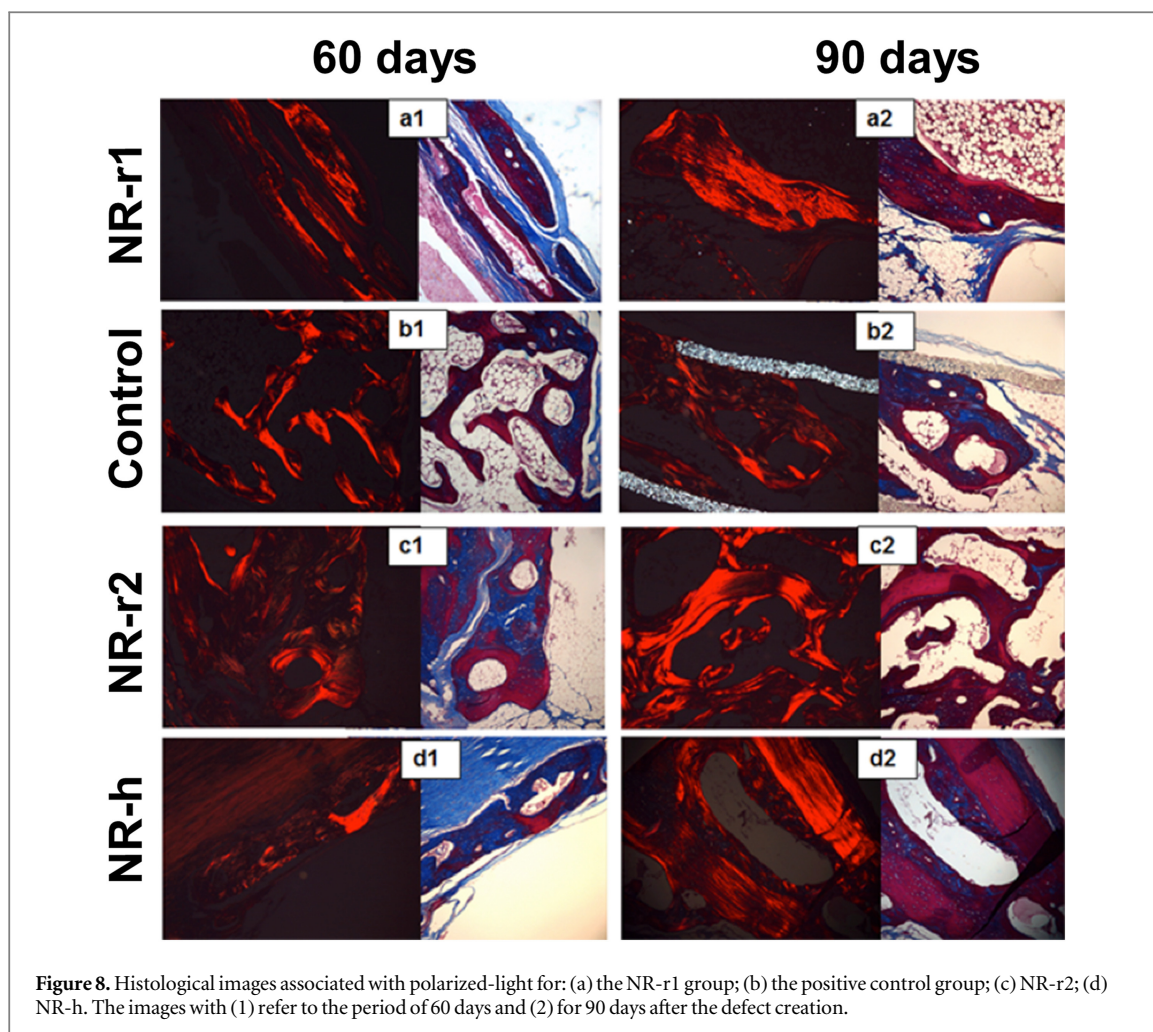 60 days
90 days
NR-r1
a1
a2
Control
b1
b2
NR-r2
c1
c2
NR-h
d1
d2
Figure 8. Histological images associated with polarized-light for: (a) the NR-r1 group; (b) the positive control group; (c) NR-r2; (d)
NR-h. The images with (1) refer to the period of 60 days and (2) for 90 days after the defect creation.